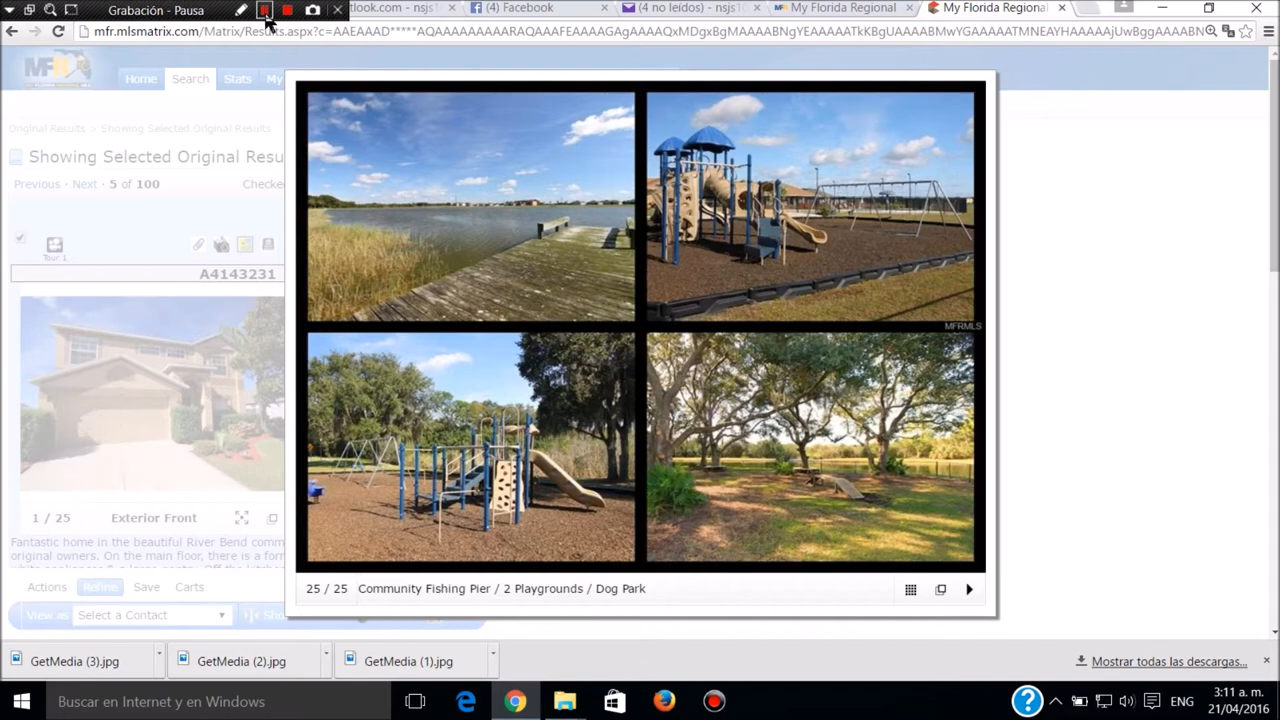 Grabación - Pausa
tlook.com - nsjs1
(4) Facebook
(4 no leídos) - nsjs1
My Florida Regional
My Florida Regional
mfr.mlsmatrix.com/Matrix/Results.aspx?c=AAEAAAD*****AQAAAAAAAAARAQAAAFEAAAAGAgAAAAQxMDgxBgMAAAABNgYEAAAAATkKBgUAAAABMwYGAAAAATMNEAYHAAAAAjUwBggAAAABN
Home
Search
Stats
My
Original Results > Showing Selected Original Results
Showing Selected Original Resu
Previous · Next · 5 of 100
Checke
Tour 1
A4143231
MFRMLS
1 / 25
Exterior Front
Fantastic home in the beautiful River Bend comm
original owners. On the main floor, there is a form
Actions
Refine
Save
Carts
View as
Select a Contact
25 / 25
Community Fishing Pier / 2 Playgrounds / Dog Park
GetMedia (3).jpg
GetMedia (2).jpg
GetMedia (1).jpg
Mostrar todas las descargas...
Buscar en Internet y en Windows
ENG
3:11 a. m.
21/04/2016